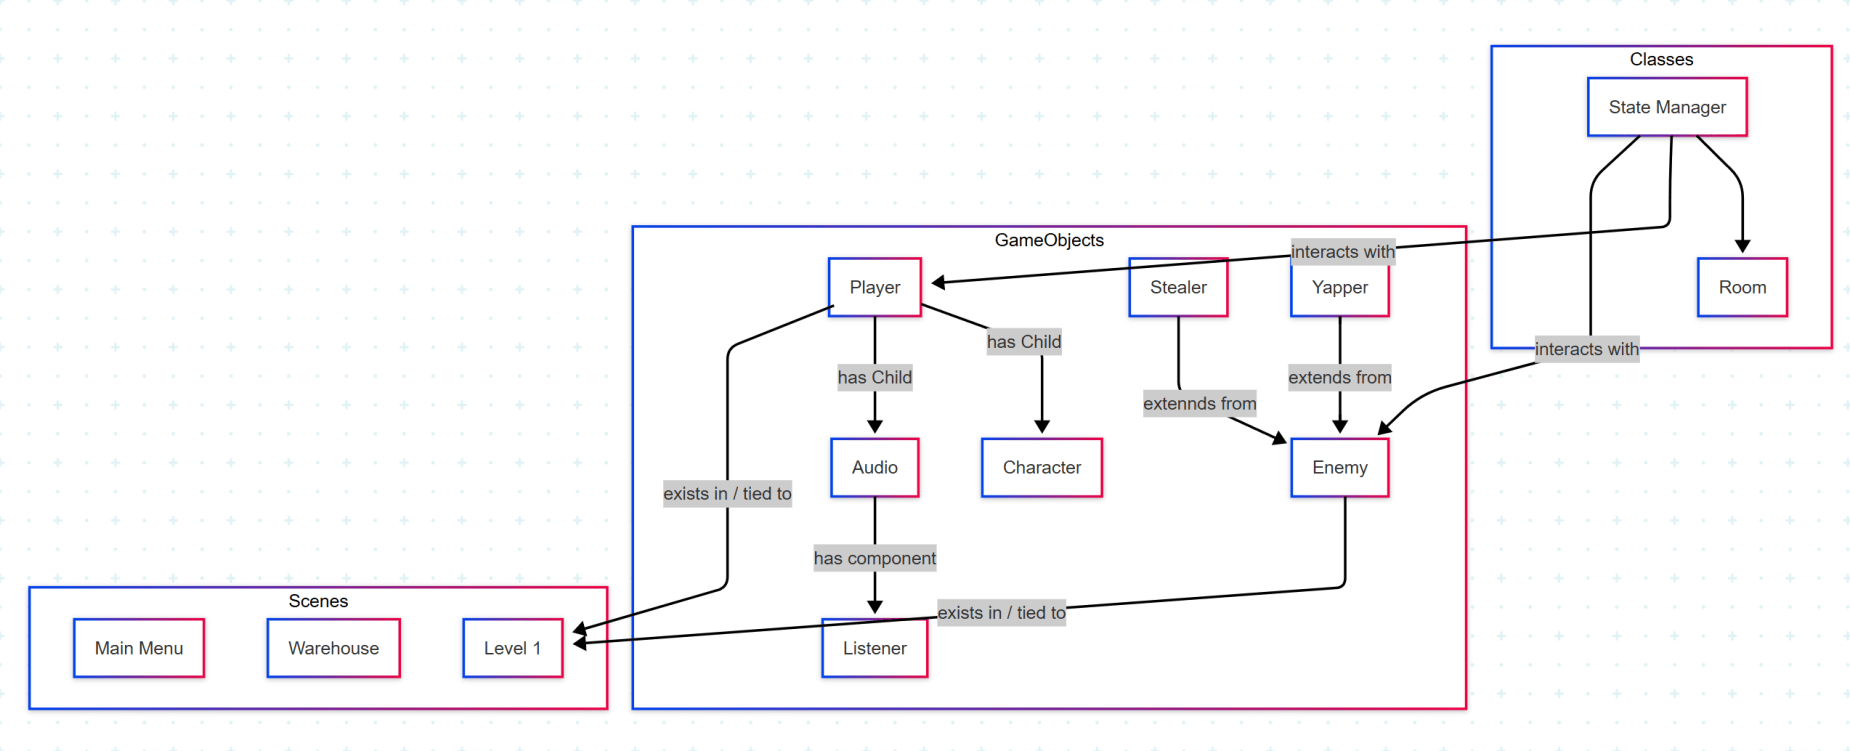 Classes
State Manager
GameObjects
interacts with
Player
Stealer
Yapper
Room
has Child
interacts with
has Child
extends from
extennds from
Audio
Character
Enemy
exists in / tied to
has component
Scenes
exists in / tied to
Main Menu
Warehouse
Level 1
Listener